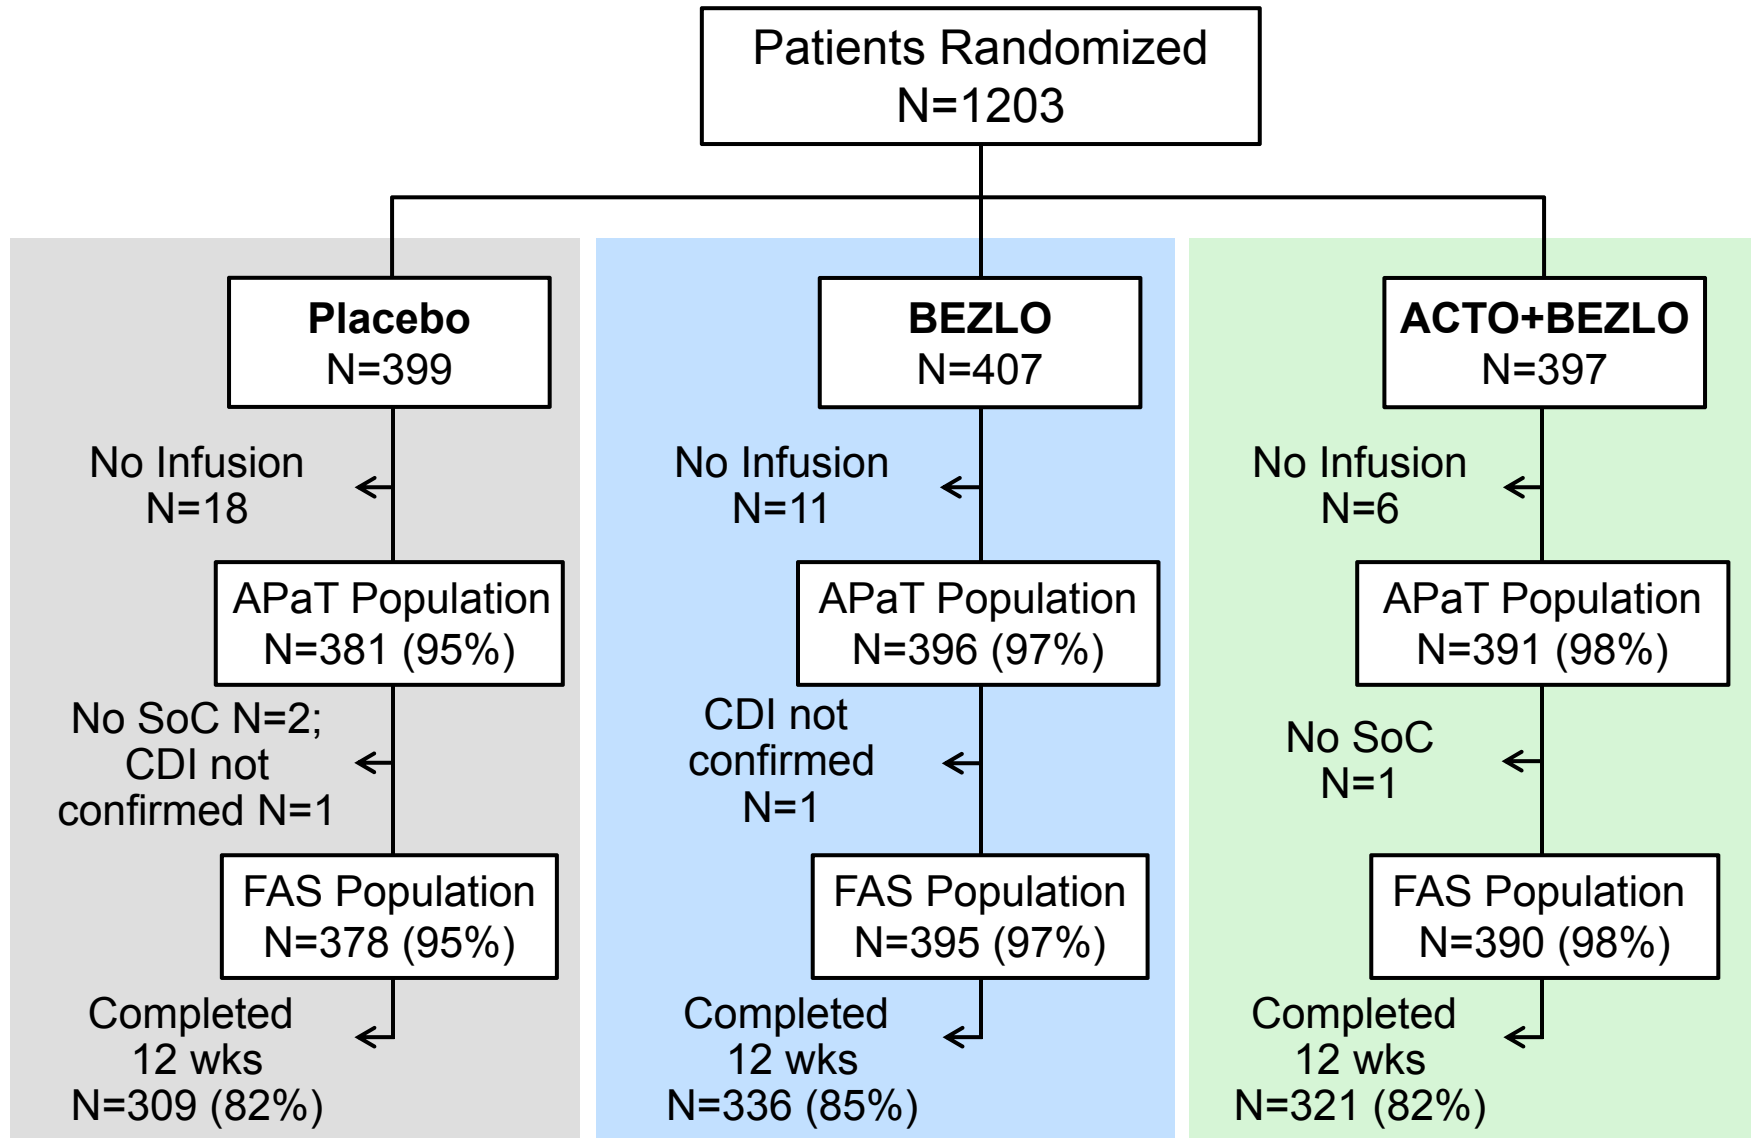 Patients Randomized
N=1203
Placebo
N=399
No Infusion
N=18
APaT Population
N=381 (95%)
No SoC N=2;
CDI not
confirmed N=1
FAS Population
N=378 (95%)
Completed
12 wks
N=309 (82%)
BEZLO
N=407
No Infusion
N=11
APaT Population
N=396 (97%)
CDI not
confirmed
N=1
FAS Population
N=395 (97%)
Completed
12 wks
N=336 (85%)
ACTO+BEZLO
N=397
No Infusion
N=6
APaT Population
N=391 (98%)
No SoC
N=1
FAS Population
N=390 (98%)
Completed
12 wks
N=321 (82%)